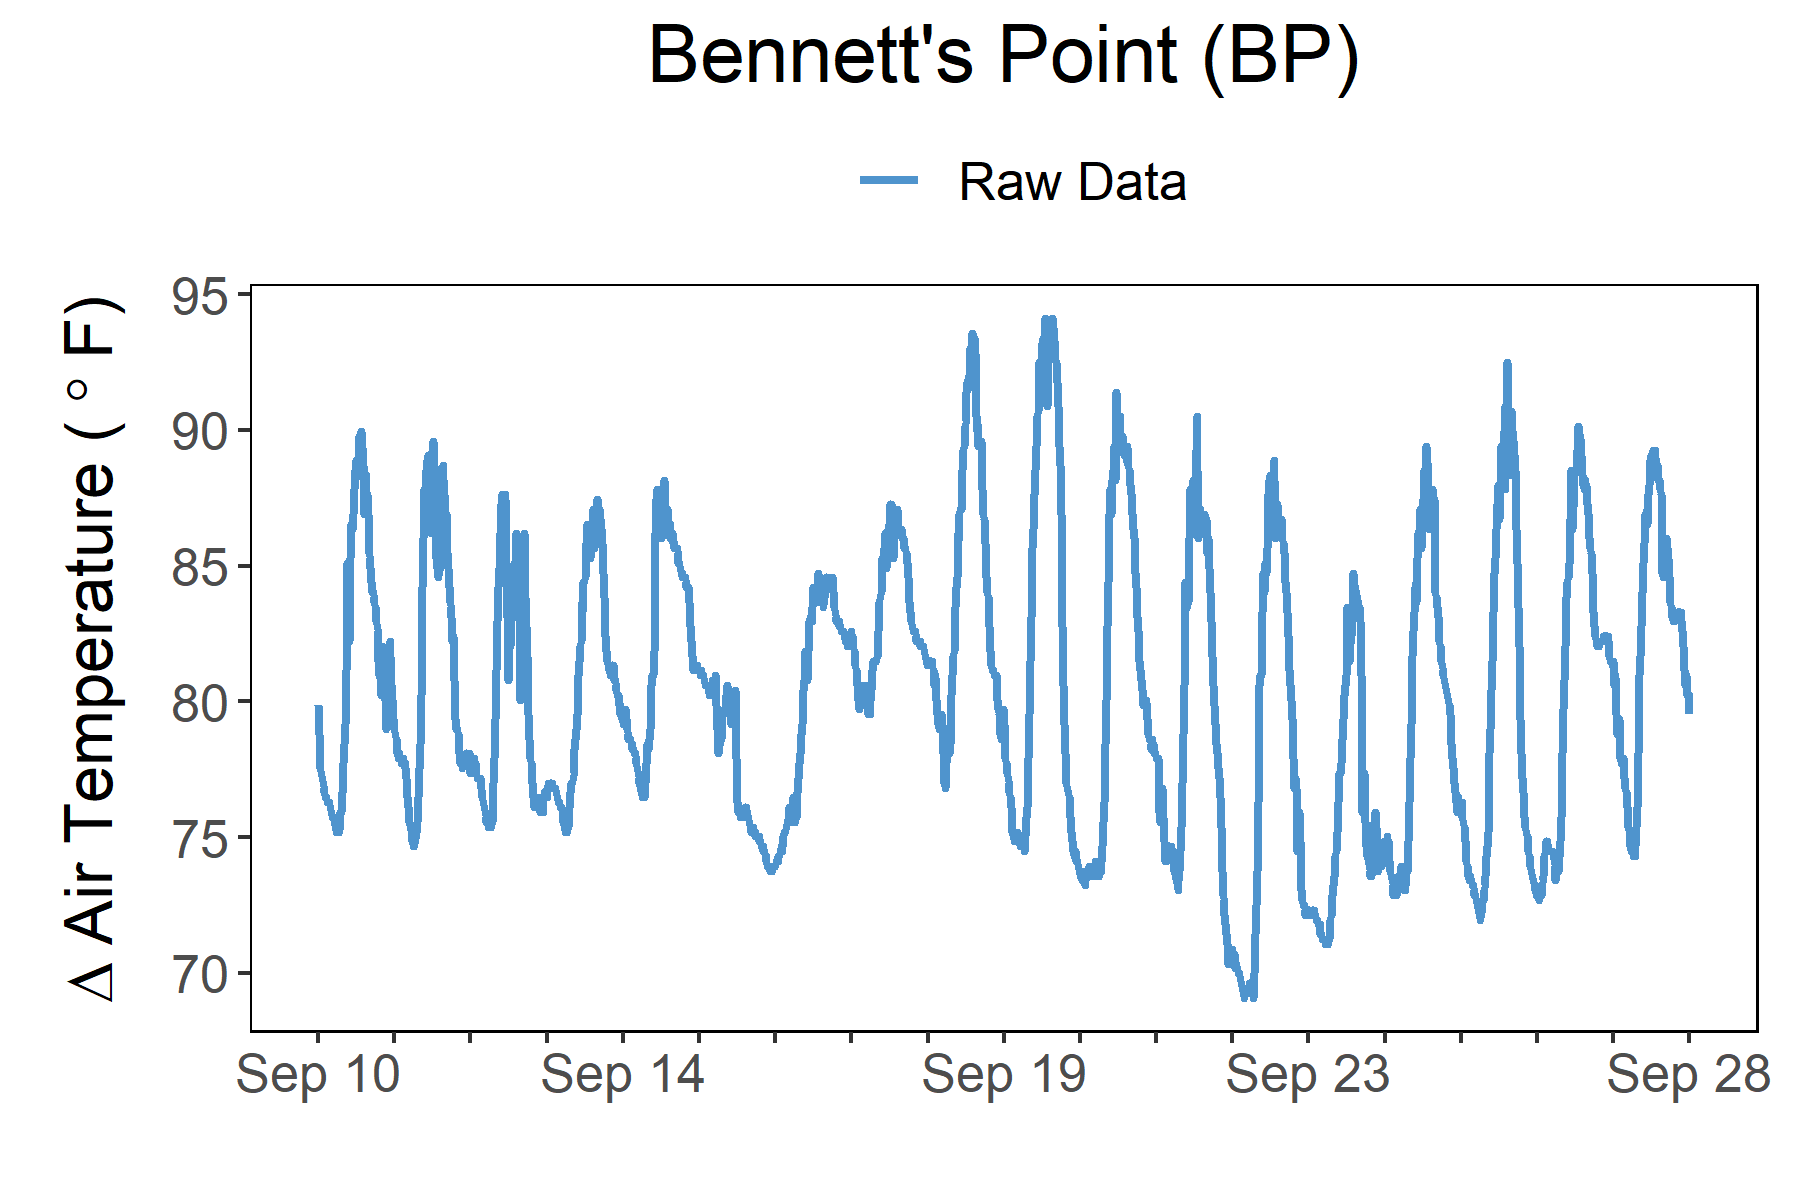 Bennett's Point (BP)
Raw Data
Δ Air Temperature ( ° F)
95
90
85
80
75
70
Sep 10
Sep 14
Sep 19
Sep 23
Sep 28